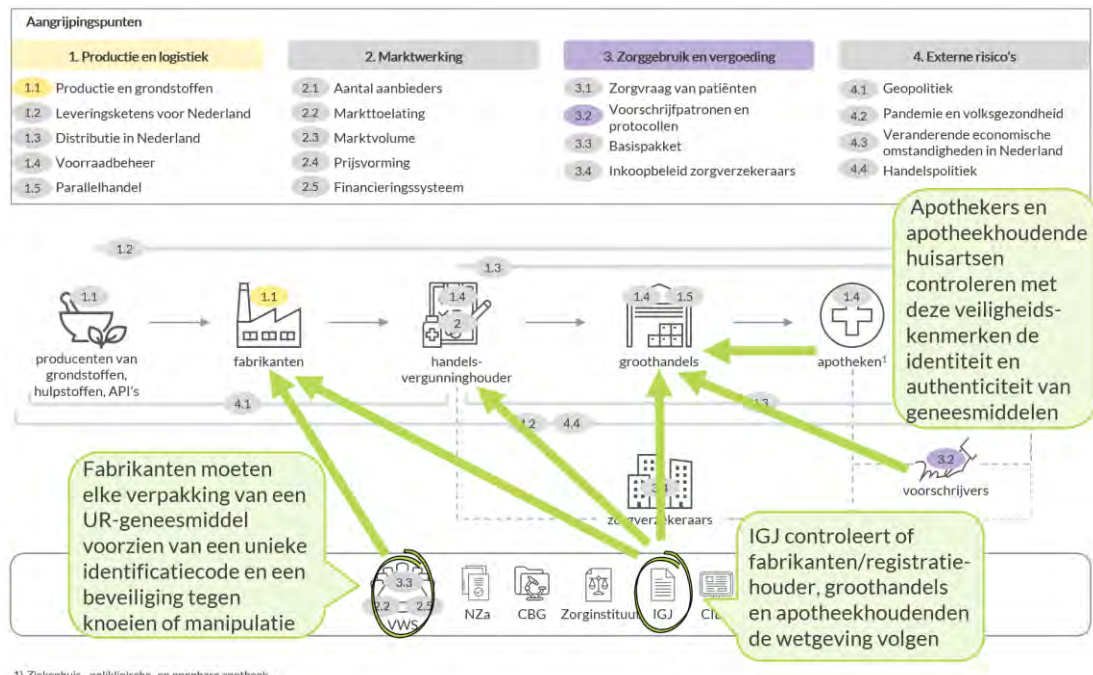 Aangrijpingspunten
1. Productie en logistiek
1.1 Productie en grondstoffen
1.2 Leveringsketens voor Nederland
1.3 Distributie in Nederland
1.4 Voorraadbeheer
1.5 Parallelhandel
2. Marktwerking
2.1 Aantal aanbieders
2.2 Markttoelating
2.3 Marktvolume
2.4 Prijsvorming
2.5 Financieringssysteem
3. Zorggebruik en vergoeding
3.1 Zorgvraag van patiënten
3.2 Voorschrijfpatronen en
protocollen
3.3 Basispakket
3.4 Inkoopbeleid zorgverzekeraars
4. Externe risico's
4.1 Geopolitiek
4.2 Pandemie en volksgezondheid
4.3 Veranderende economische
omstandigheden in Nederland
4.4 Handelspolitiek
Apothekers en
apotheekhoudende
huisartsen
controleren met
deze veiligheids-
kenmerken de
identiteit en
authenticiteit van
geneesmiddelen
1.2
1.3
1.1
1.1
1.4
2
1.4 1.5
1.4
producenten van
grondstoffen,
hulpstoffen, API's
fabrikanten
handels-
vergunninghouder
groothandels
apotheken¹
4.1
1.3
1.2 4.4
3.2
voorschrijvers
3.4
zorgverzekeraars
Fabrikanten moeten
elke verpakking van een
UR-geneesmiddel
voorzien van een unieke
identificatiecode en een
beveiliging tegen
knoeien of manipulatie
3.3
2.2 2.5
VWS
NZa
CBG
Zorginstituut
IGJ
IGJ controleert of
fabrikanten/registratie-
houder, groothandels
en apotheekhoudenden
de wetgeving volgen